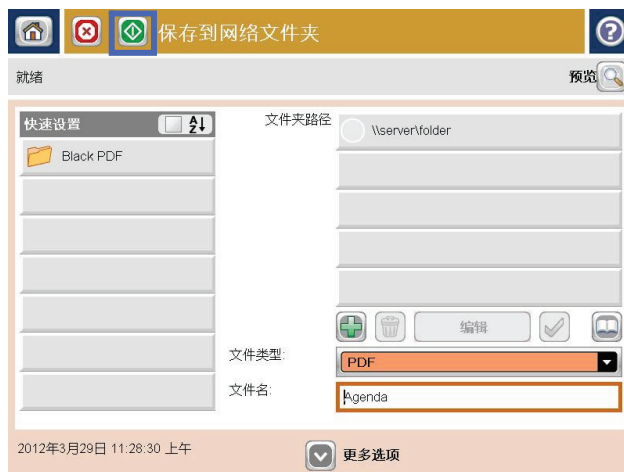 保存到网络文件夹
就绪
预览
快速设置
文件夹路径
\\server\folder
Black PDF
编辑
文件类型:
PDF
文件名:
Agenda
2012年3月29日 11:28:30 上午
更多选项